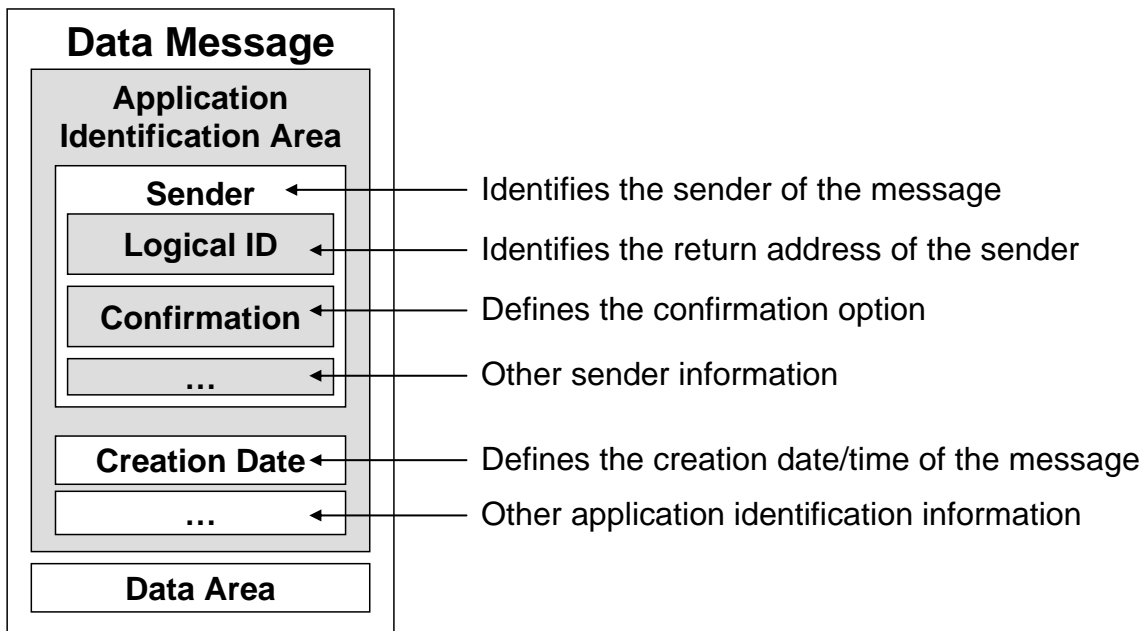 Data Message
Application
Identification Area
Sender
Identifies the sender of the message
Logical ID
Identifies the return address of the sender
Confirmation
Defines the confirmation option
...
Other sender information
Creation Date
Defines the creation date/time of the message
...
Other application identification information
Data Area